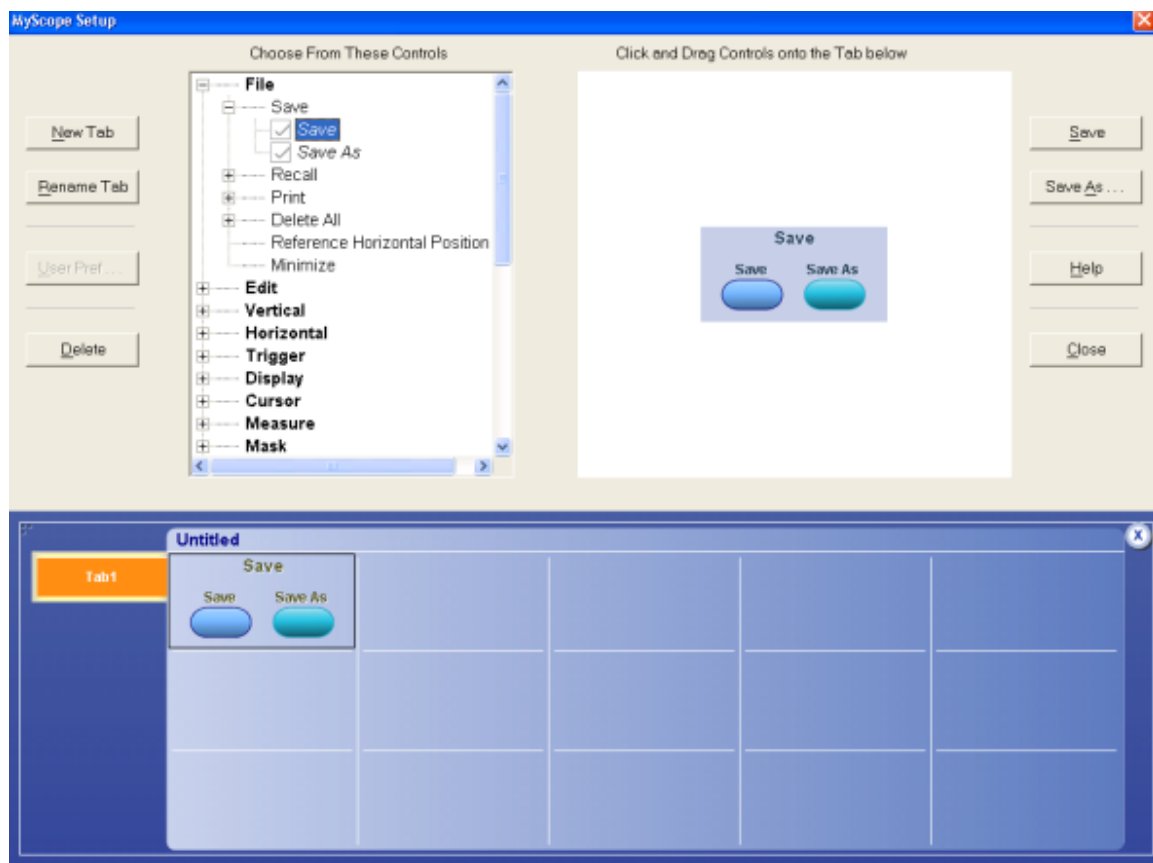 MyScope Setup
Choose From These Controls
Click and Drag Controls onto the Tab below
New Tab
Rename Tab
User Pref . . .
Delete
File
Save
Save
Save As
Recall
Print
Delete All
Reference Horizontal Position
Minimize
Edit
Vertical
Horizontal
Trigger
Display
Cursor
Measure
Mask
Save
Save Save As
Save
Save As . . .
Help
Close
Untitled
Tab1
Save
Save Save As
X